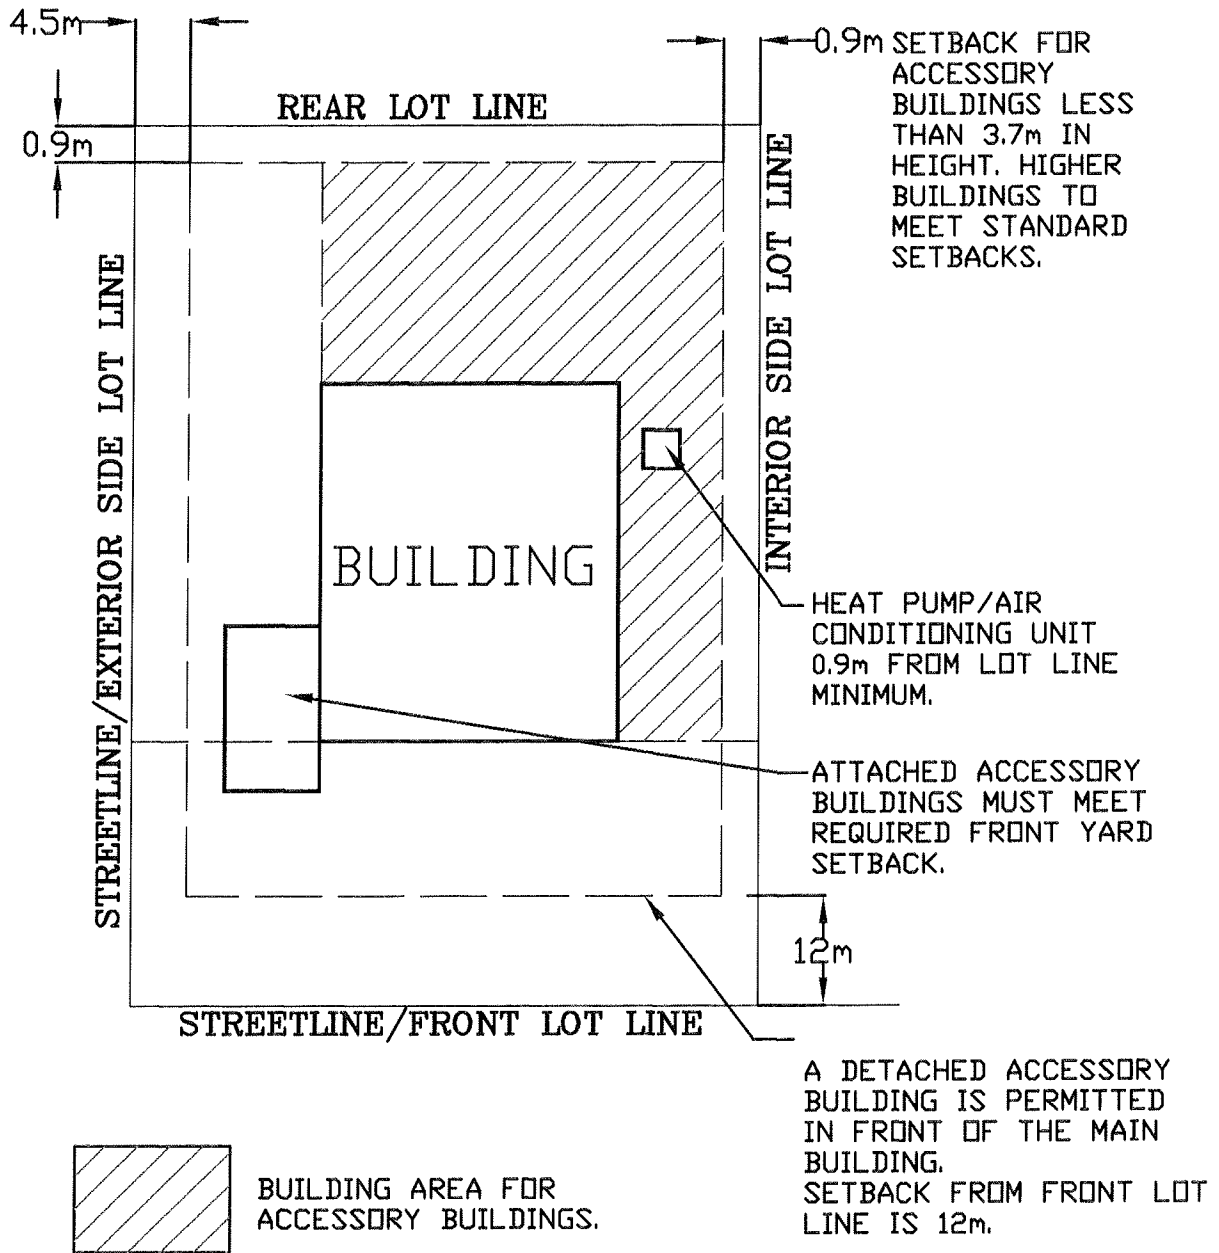 4.5m
0.9m SETBACK FOR
ACCESSORY
BUILDINGS LESS
THAN 3.7m IN
HEIGHT. HIGHER
BUILDINGS TO
MEET STANDARD
SETBACKS.
REAR LOT LINE
0.9m
STREETLINE/EXTERIOR SIDE LOT LINE
INTERIOR SIDE LOT LINE
BUILDING
HEAT PUMP/AIR
CONDITIONING UNIT
0.9m FROM LOT LINE
MINIMUM.
ATTACHED ACCESSORY
BUILDINGS MUST MEET
REQUIRED FRONT YARD
SETBACK.
12m
STREETLINE/FRONT LOT LINE
A DETACHED ACCESSORY
BUILDING IS PERMITTED
IN FRONT OF THE MAIN
BUILDING.
SETBACK FROM FRONT LOT
LINE IS 12m.
BUILDING AREA FOR
ACCESSORY BUILDINGS.